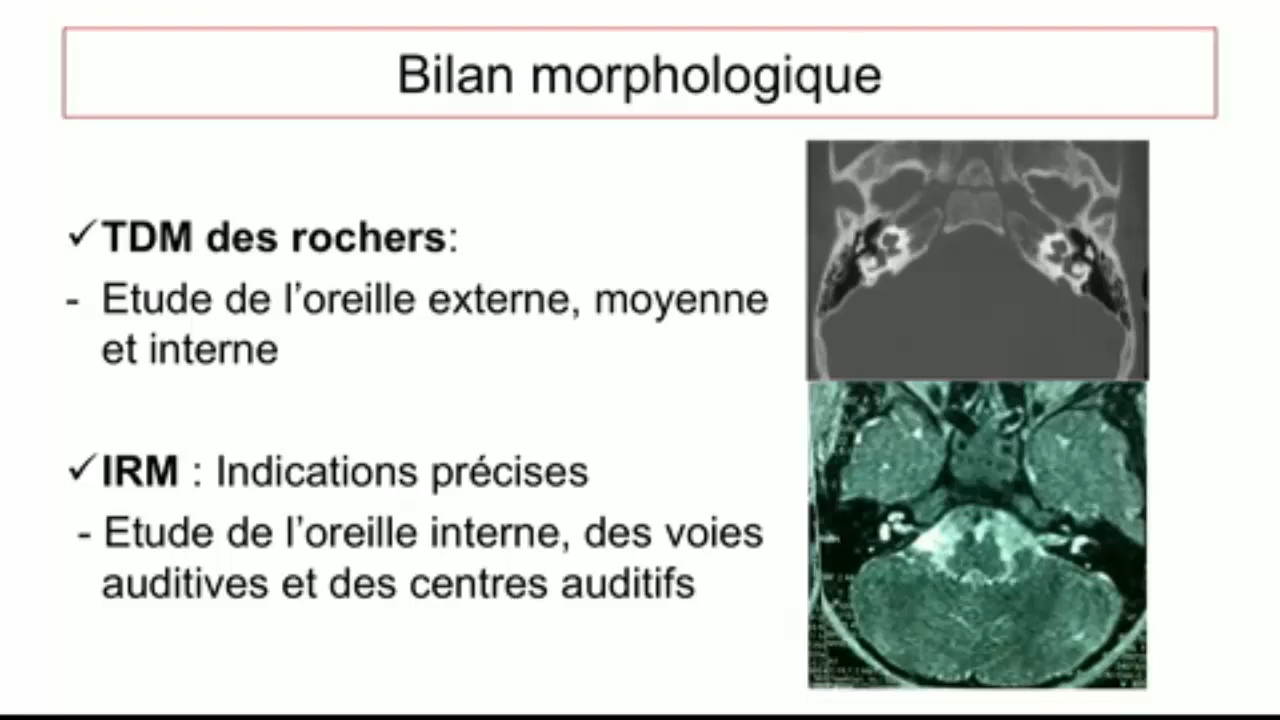 Bilan morphologique
✓TDM des rochers:
- Etude de l’oreille externe, moyenne
et interne
✓IRM : Indications précises
- Etude de l’oreille interne, des voies
auditives et des centres auditifs